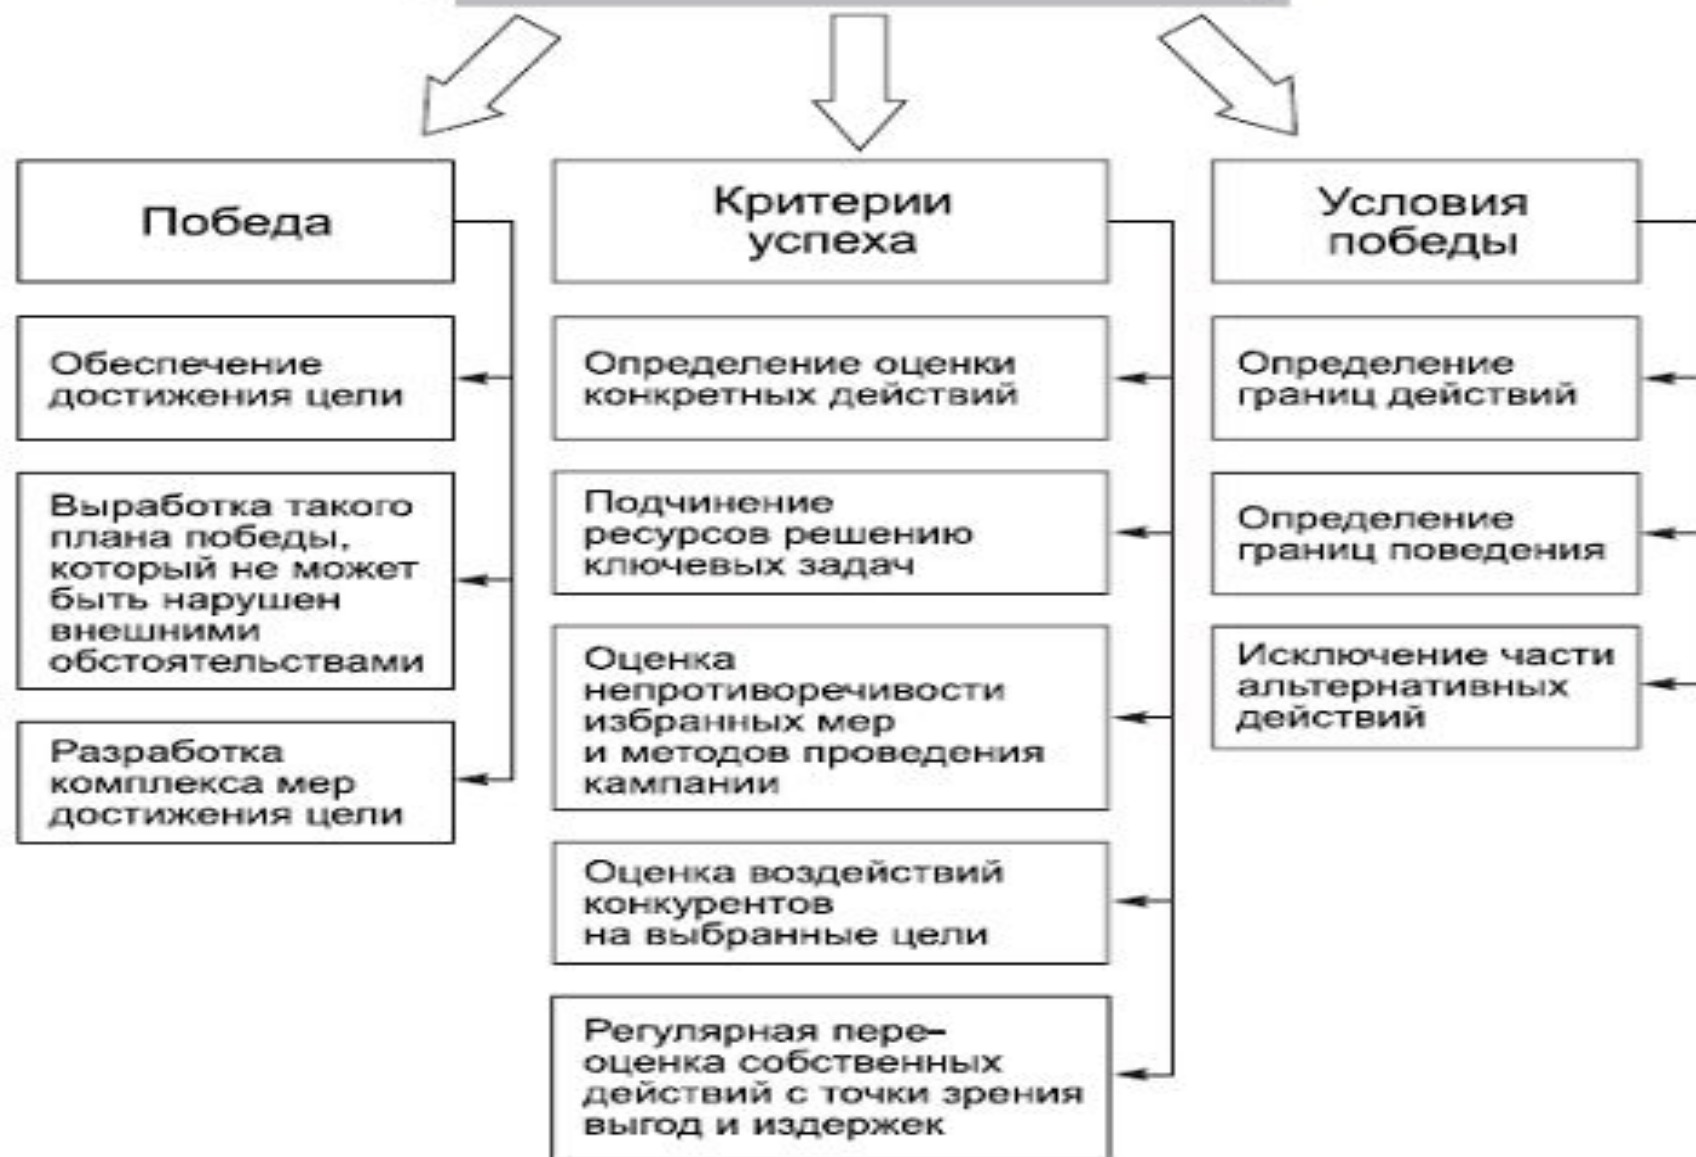 Победа
Обеспечение
достижения цели
Выработка такого
плана победы,
который не может
быть нарушен
внешними
обстоятельствами
Разработка
комплекса мер
достижения цели
Критерии
успеха
Определение оценки
конкретных действий
Подчинение
ресурсов решению
ключевых задач
Оценка
непротиворечивости
избранных мер
и методов проведения
кампании
Оценка воздействий
конкурентов
на выбранные цели
Регулярная пере–
оценка собственных
действий с точки зрения
выгод и издержек
Условия
победы
Определение
границ действий
Определение
границ поведения
Исключение части
альтернативных
действий